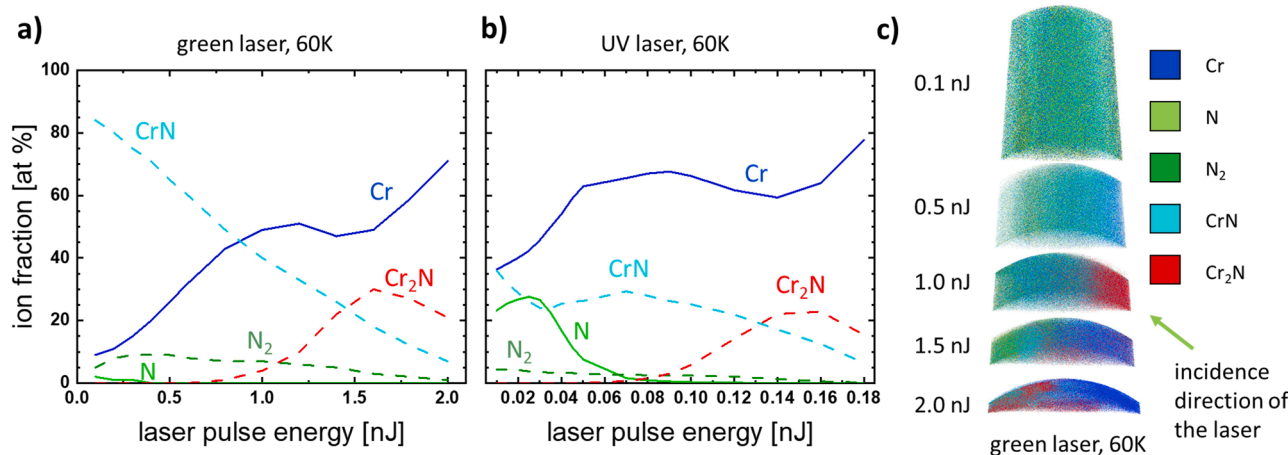 a)
green laser, 60K
ion fraction [at %]
100
80
60
40
20
0
CrN
Cr
Cr₂N
N₂
N
0.5
1.0
1.5
2.0
laser pulse energy [nJ]
b)
UV laser, 60K
Cr
CrN
Cr₂N
N
N₂
0.02
0.04
0.06
0.08
0.10
0.12
0.14
0.16
0.18
laser pulse energy [nJ]
c)
0.1 nJ
0.5 nJ
1.0 nJ
1.5 nJ
2.0 nJ
Cr
N
N₂
CrN
Cr₂N
incidence
direction of
the laser
green laser, 60K